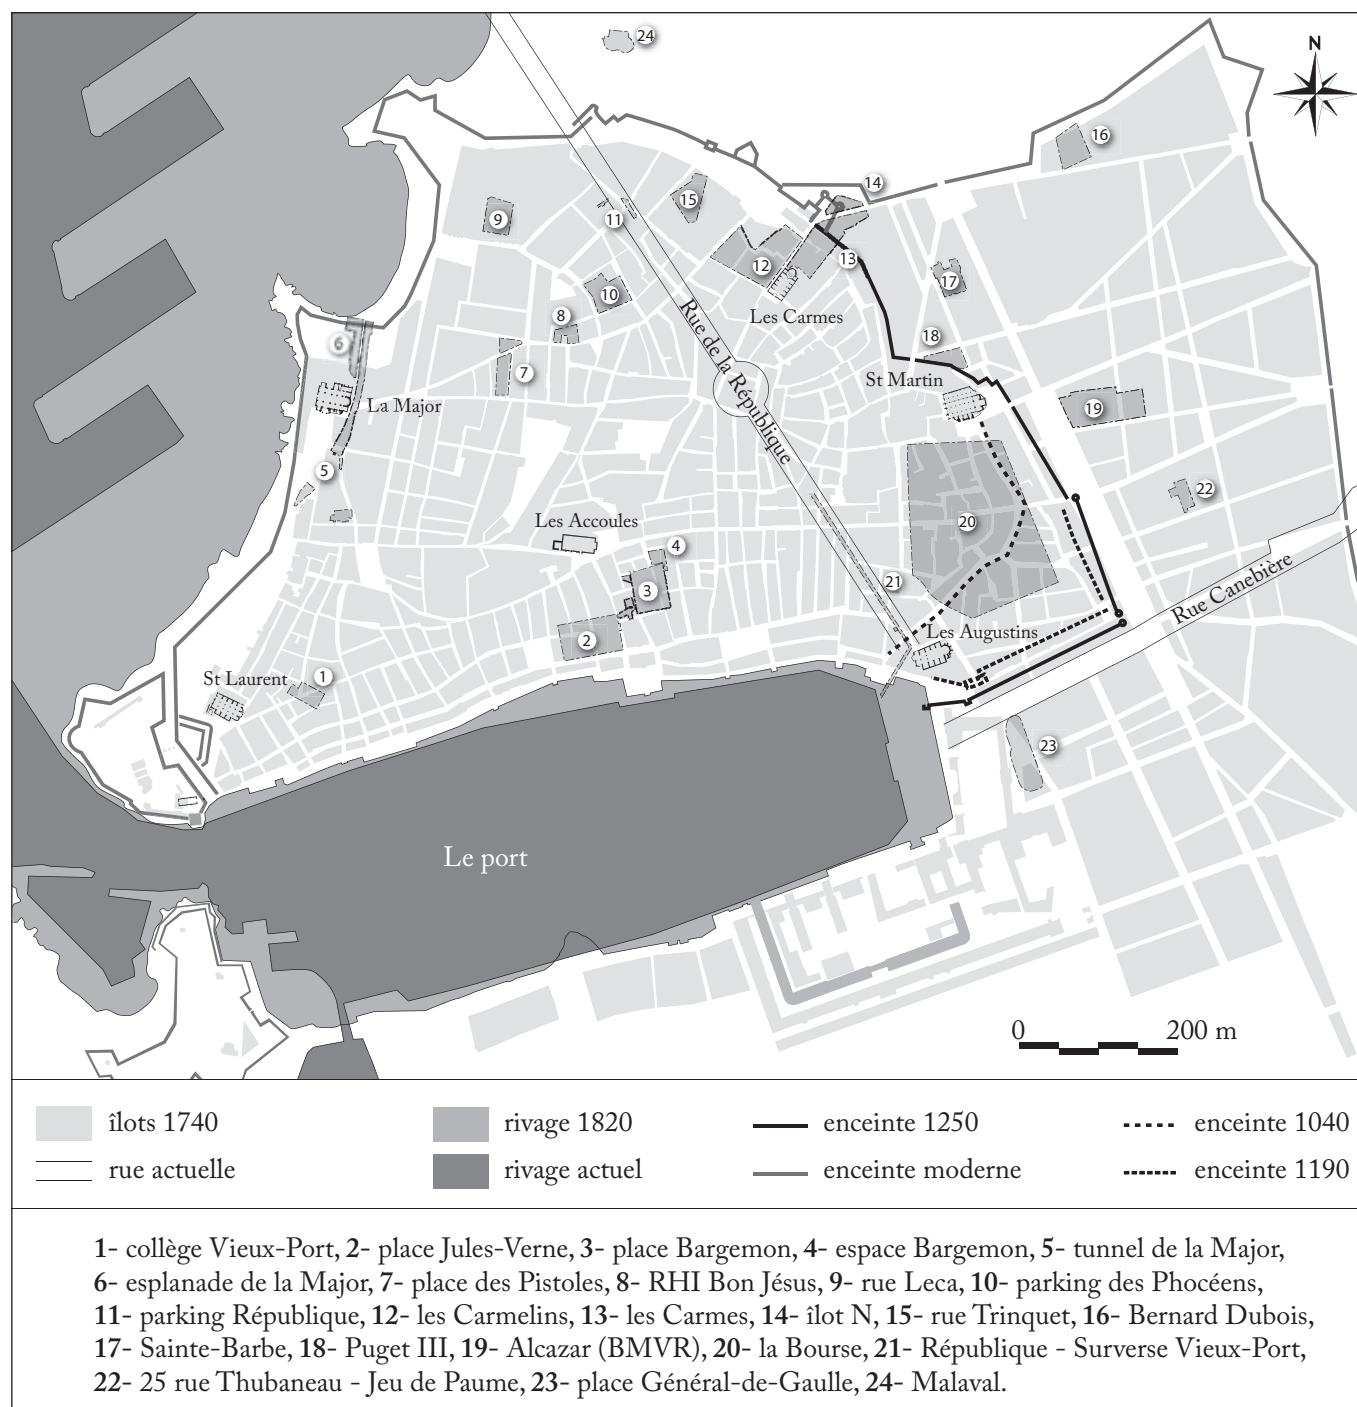 N
24
16
14
15
9
11
13
12
17
10
8
Les Carmes
18
6
7
St Martin
Rue de la République
La Major
19
5
22
20
Les Accoules
4
21
3
Rue Canebière
2
Les Augustins
St Laurent
1
23
Le port
0 200 m
îlots 1740 rivage 1820 enceinte 1250 enceinte 1040
rue actuelle rivage actuel enceinte moderne enceinte 1190
1- collège Vieux-Port, 2- place Jules-Verne, 3- place Bargemon, 4- espace Bargemon, 5- tunnel de la Major,
6- esplanade de la Major, 7- place des Pistoles, 8- RHI Bon Jésus, 9- rue Leca, 10- parking des Phocéens,
11- parking République, 12- les Carmelins, 13- les Carmes, 14- îlot N, 15- rue Trinquet, 16- Bernard Dubois,
17- Sainte-Barbe, 18- Puget III, 19- Alcazar (BMVR), 20- la Bourse, 21- République - Surverse Vieux-Port,
22- 25 rue Thubaneau - Jeu de Paume, 23- place Général-de-Gaulle, 24- Malaval.